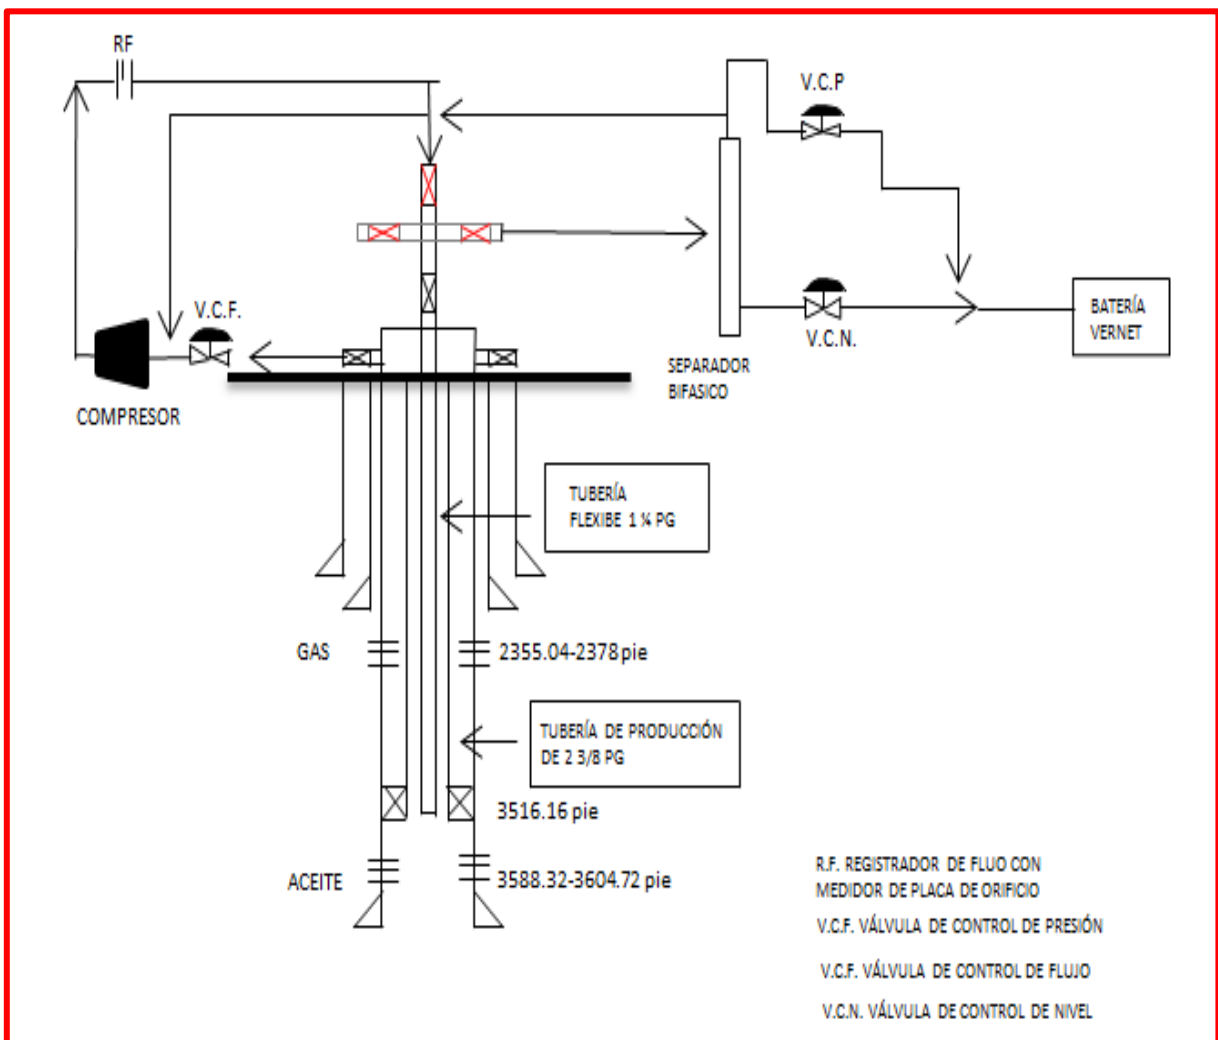 RF
V.C.P
V.C.F.
COMPRESOR
V.C.N.
SEPARADOR
BIFASICO
BATERÍA
VERNET
TUBERÍA
FLEXIBE 1 ¼ PG
GAS
2355.04-2378 pie
TUBERÍA DE PRODUCCIÓN
DE 2 3/8 PG
3516.16 pie
ACEITE
3588.32-3604.72 pie
R.F. REGISTRADOR DE FLUJO CON
MEDIDOR DE PLACA DE ORIFICIO
V.C.F. VÁLVULA DE CONTROL DE PRESIÓN
V.C.F. VÁLVULA DE CONTROL DE FLUJO
V.C.N. VÁLVULA DE CONTROL DE NIVEL